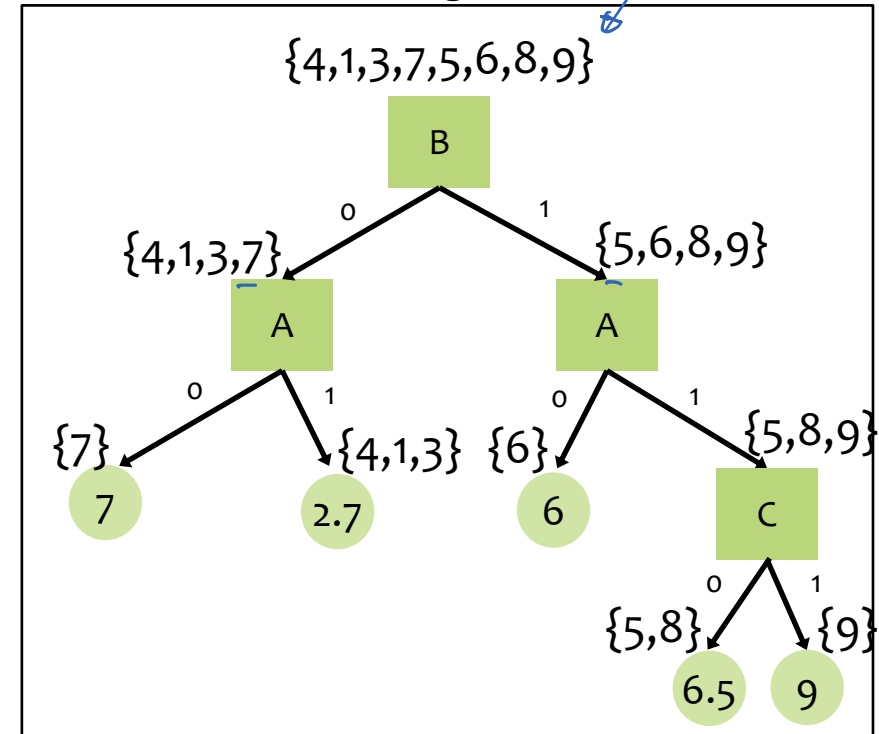 {4,1,3,7,5,6,8,9}
B
0 1
{4,1,3,7} {5,6,8,9}
A A
0 1 0 1
{7} {4,1,3} {6} {5,8,9}
7 2.7 6 C
0 1
{5,8} {9}
6.5 9